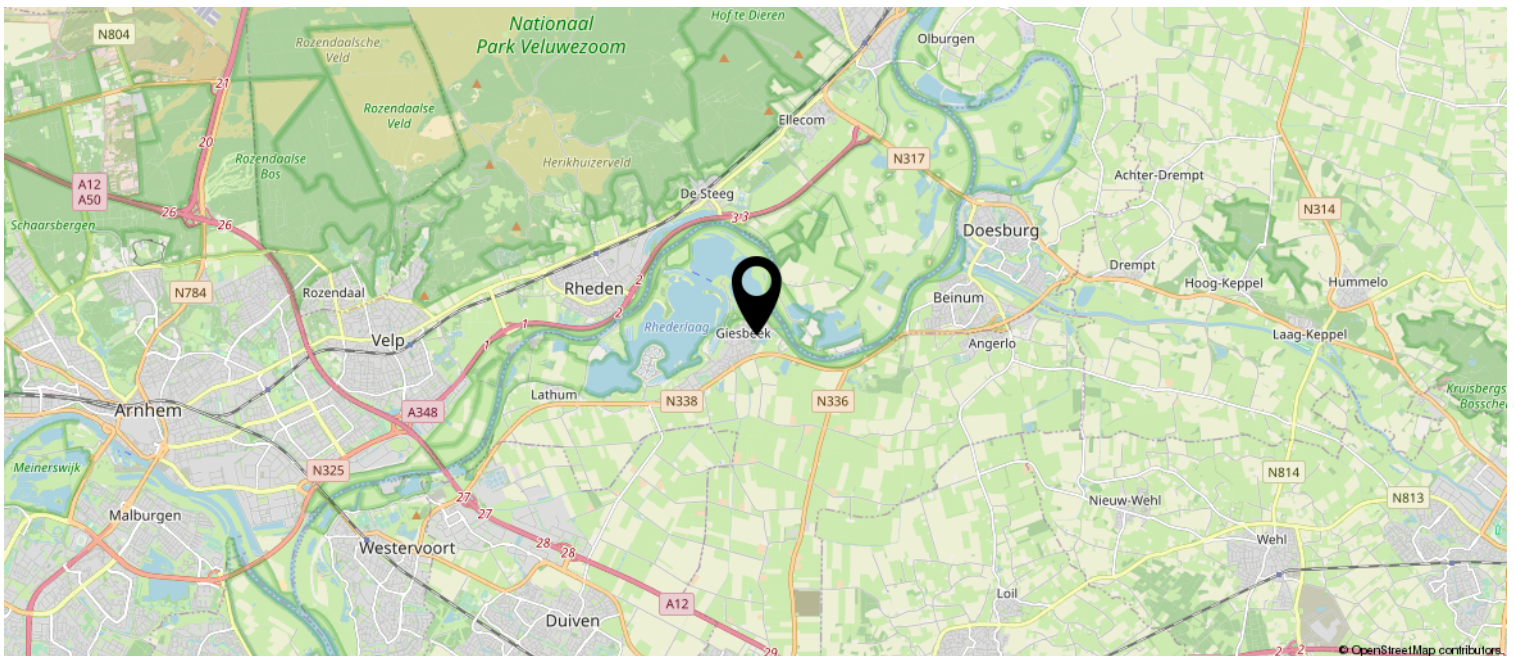 Nationaal
Park Veluwezoom
Hof te Dieren
N804
Olburgen
Rozendaalsche
Veld
21
Rozendaalse
Veld
Ellecom
20
Rozendaalse
Bos
Herikhuizerveld
N317
Achter-Drempt
A12
A50
De Steeg
26
26
3
3
N314
Schaarsbergen
Doesburg
Drempt
2
Rheden
Hoog-Keppel
Hummelo
N784
Rozendaal
Beinum
2
1
Rhederlaag
Giesbeek
Laag-Keppel
Velp
1
Angerlo
Lathum
N338
N336
Arnhem
A348
Meinerswijk
N325
N814
27
Nieuw-Wehl
N813
27
Malburgen
Westervoort
28
28
Wehl
Loil
A12
Duiven
29
2
2
© OpenStreetMap contributors